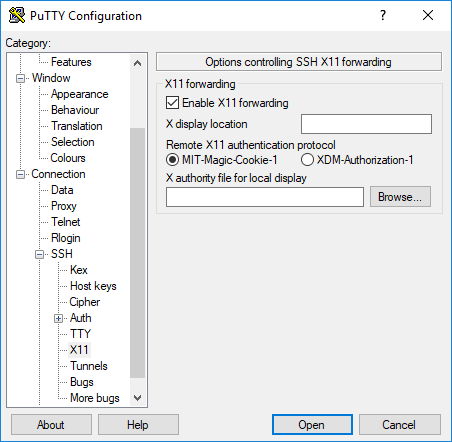 PuTTY Configuration
?
Category:
Features
Window
Appearance
Behaviour
Translation
Selection
Colours
Connection
Data
Proxy
Telnet
Rlogin
SSH
Kex
Host keys
Cipher
Auth
TTY
X11
Tunnels
Bugs
More bugs
Options controlling SSH X11 forwarding
X11 forwarding
Enable X11 forwarding
X display location
Remote X11 authentication protocol
MIT-Magic-Cookie-1 XDM-Authorization-1
X authority file for local display
Browse...
About Help Open Cancel